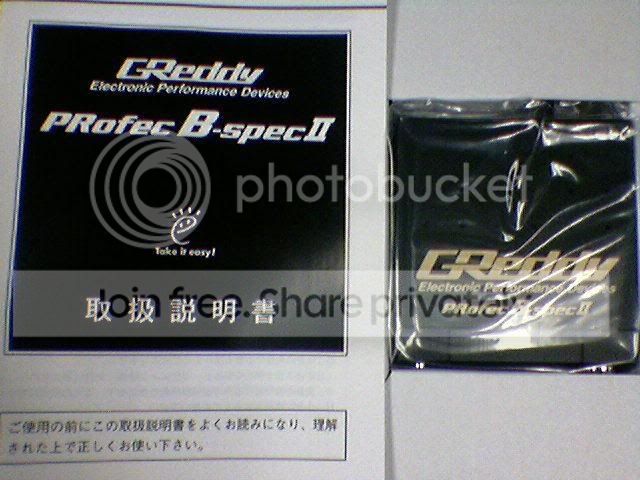 GReddy
Electronic Performance Devices
PRofec B-specII
Take it easy!
取扱説明書
ご使用の前にこの取扱説明書をよくお読みになり、理解
された上で正しくお使い下さい。
GReddy
Electronic Performance Devices
PRofec B-specII
photobucket
Join free. Share privately